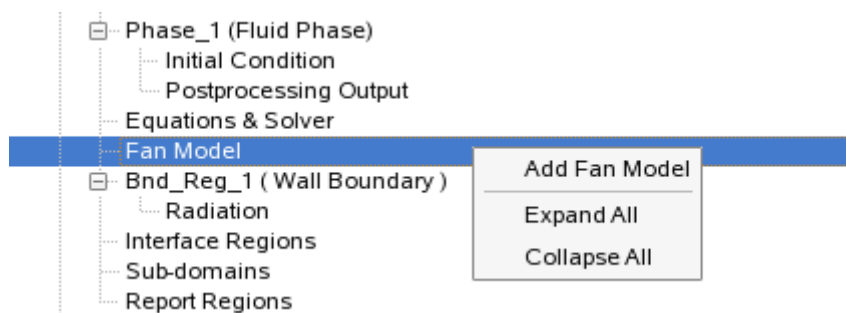 Phase_1 (Fluid Phase)
Initial Condition
Postprocessing Output
Equations & Solver
Fan Model
Add Fan Model
Bnd_Reg_1 ( Wall Boundary )
Radiation
Expand All
Interface Regions
Collapse All
Sub-domains
Report Regions